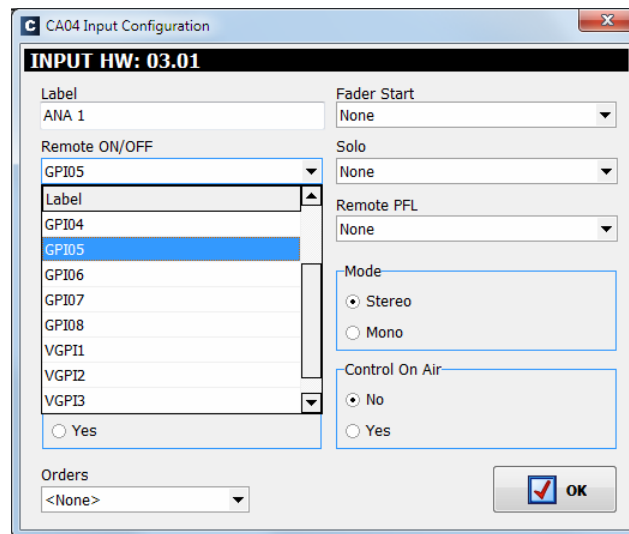 C CA04 Input Configuration
INPUT HW: 03.01
Label
ANA 1
Fader Start
None
Remote ON/OFF
GPI05
Solo
None
Label
GPI04
GPI05
GPI06
GPI07
GPI08
VGPI1
VGPI2
VGPI3
Remote PFL
None
Mode
Stereo
Mono
Control On Air
No
Yes
Yes
Orders
<None>
OK